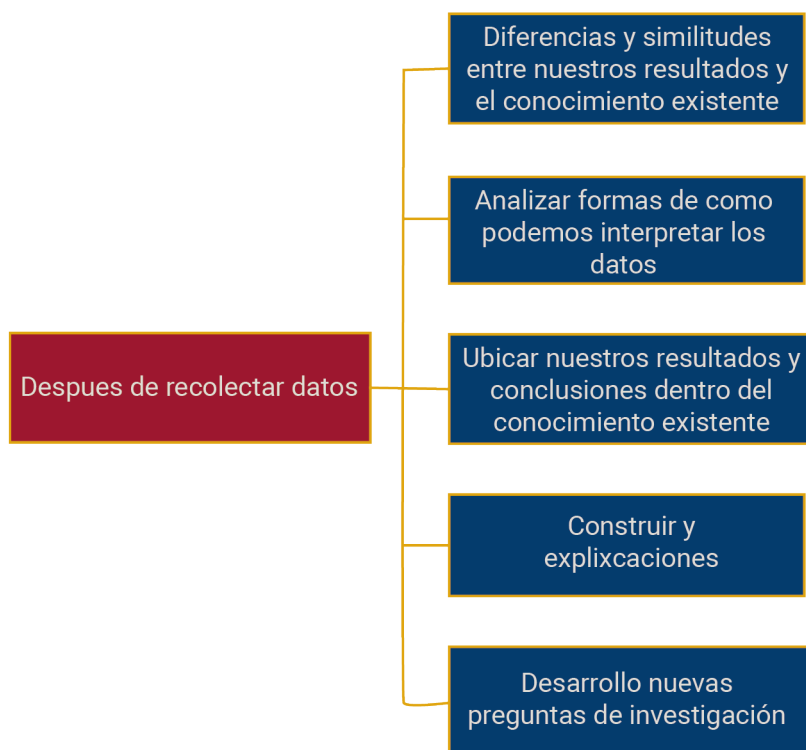 Diferencias y similitudes
entre nuestros resultados y
el conocimiento existente
Analizar formas de como
podemos interpretar los
datos
Despues de recolectar datos
Ubicar nuestros resultados y
conclusiones dentro del
conocimiento existente
Construir y
explixcaciones
Desarrollo nuevas
preguntas de investigación